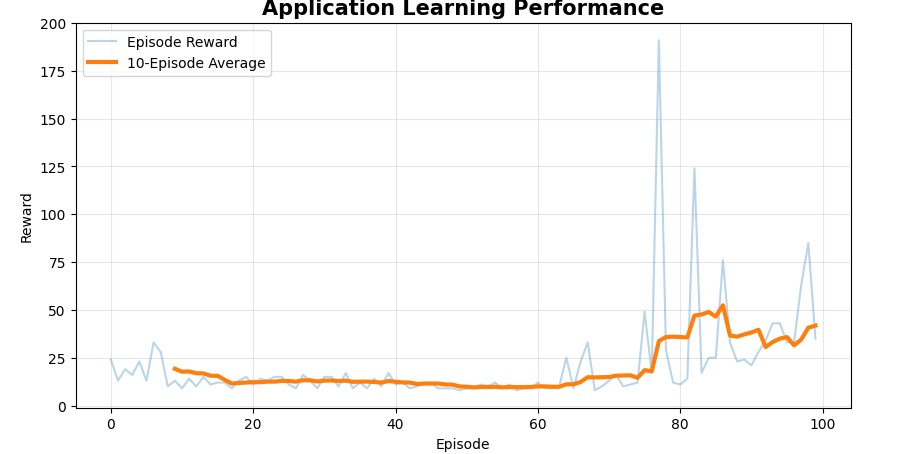 Application Learning Performance
200
175
150
125
100
75
50
25
0
Reward
Episode Reward
10-Episode Average
0 20 40 60 80 100
Episode